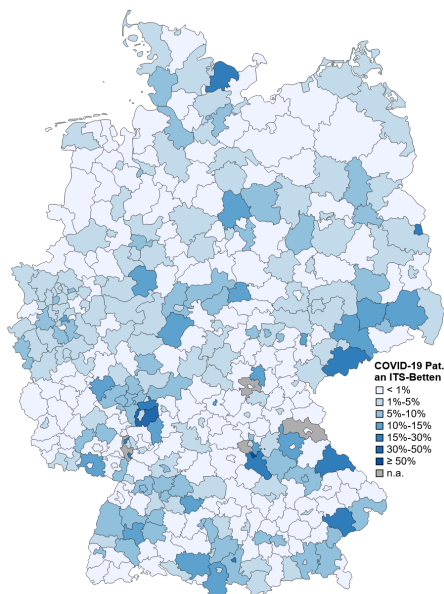 COVID-19 Pat.
an ITS-Betten
< 1%
1%-5%
5%-10%
10%-15%
15%-30%
30%-50%
≥ 50%
n.a.